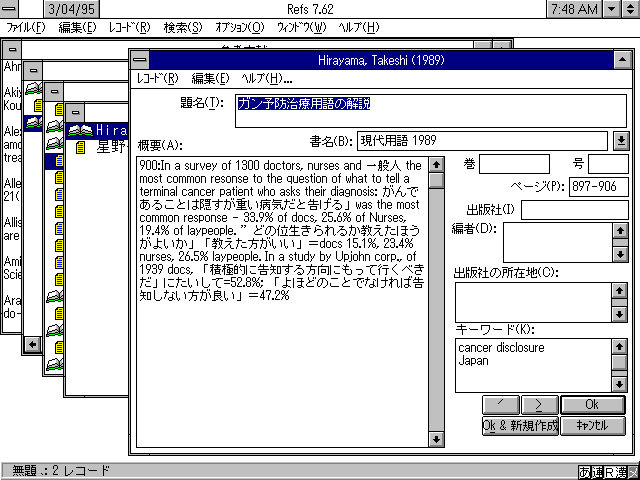 3/04/95
Refs 7.62
7:48 AM
ﾌｧｲﾙ(F) 編集(E) ﾚｺｰﾄﾞ(R) 検索(S) ｵﾌﾟｼｮﾝ(O) ｳｨﾝﾄﾞｳ(W) ﾍﾙﾌﾟ(H)
Hirayama, Takeshi (1989)
ﾚｺｰﾄﾞ(R) 編集(E) ﾍﾙﾌﾟ(H)...
題名(T): ガン予防治療用語の解説
概要(A):
書名(B): 現代用語 1989
900:In a survey of 1300 doctors, nurses and 一般人 the
most common resonse to the question of what to tell a
terminal cancer patient who asks their diagnosis: がんで
あることは隠すが重い病気だと告げる」was the most
common response - 33.9% of docs, 25.6% of Nurses,
19.4% of laypeople. ” どの位生きられるか教えたほう
がよいか」「教えた方がいい」＝docs 15.1%, 23.4%
nurses, 26.5% laypeople. In a study by Upjohn corp., of
1939 docs, 「積極的に告知する方向にもって行くべき
だ」にたいして=52.8%; 「よほどのことでなければ告
知しない方が良い」＝47.2%
巻
号
ページ(P): 897-906
出版社(I)
編者(D):
出版社の所在地(C):
キーワード(K):
cancer disclosure
Japan
<
>
Ok
Ok & 新規作成
ｷｬﾝｾﾙ
Ahr
Akiy
Kou
Ale
amo
trea
Alle
21(
Allis
are
Ami
Scie
Ara
do-
Hira
星野
無題.: 2 レコード
あ連R漢メ